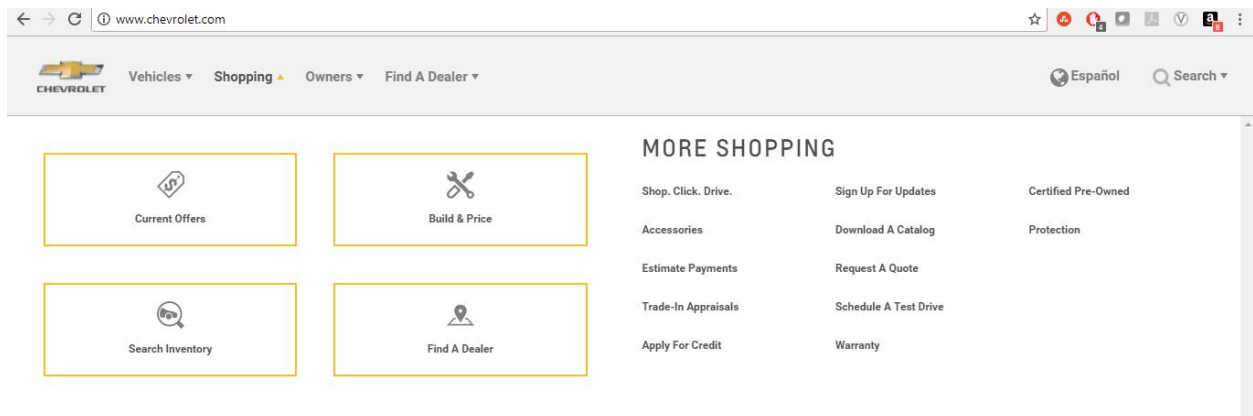 www.chevrolet.com
4
a
8
CHEVROLET
Vehicles Shopping Owners Find A Dealer
Español Search
Current Offers
Build & Price
Search Inventory
Find A Dealer
MORE SHOPPING
Shop. Click. Drive. Sign Up For Updates Certified Pre-Owned
Accessories Download A Catalog Protection
Estimate Payments Request A Quote
Trade-In Appraisals Schedule A Test Drive
Apply For Credit Warranty